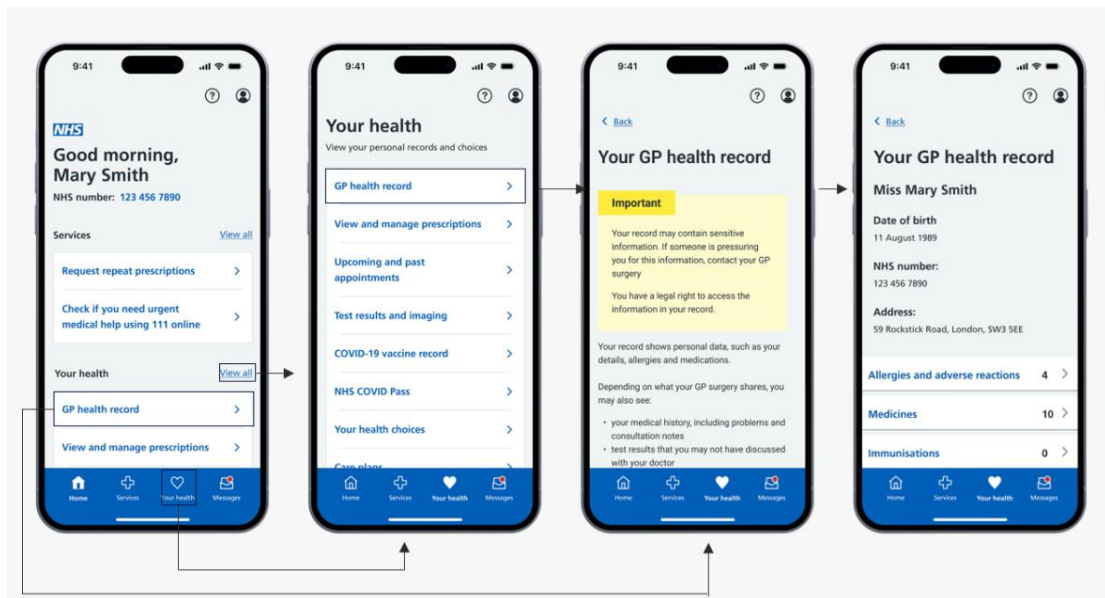 9:41
NHS
Good morning,
Mary Smith
NHS number: 123 456 7890
Services
View all
Request repeat prescriptions
Check if you need urgent
medical help using 111 online
Your health
View all
GP health record
View and manage prescriptions
Home
Services
Your health
Messages
9:41
Your health
View your personal records and choices
GP health record
View and manage prescriptions
Upcoming and past
appointments
Test results and imaging
COVID-19 vaccine record
NHS COVID Pass
Your health choices
Care plans
Home
Services
Your health
Messages
9:41
Back
Your GP health record
Important
Your record may contain sensitive
information. If someone is pressuring
you for this information, contact your GP
surgery
You have a legal right to access the
information in your record.
Your record shows personal data, such as your
details, allergies and medications.
Depending on what your GP surgery shares, you
may also see:
• your medical history, including problems and
consultation notes
• test results that you may not have discussed
with your doctor
Home
Services
Your health
Messages
9:41
Back
Your GP health record
Miss Mary Smith
Date of birth
11 August 1989
NHS number:
123 456 7890
Address:
59 Rockstick Road, London, SW3 5EE
Allergies and adverse reactions 4
Medicines 10
Immunisations 0
Home
Services
Your health
Messages